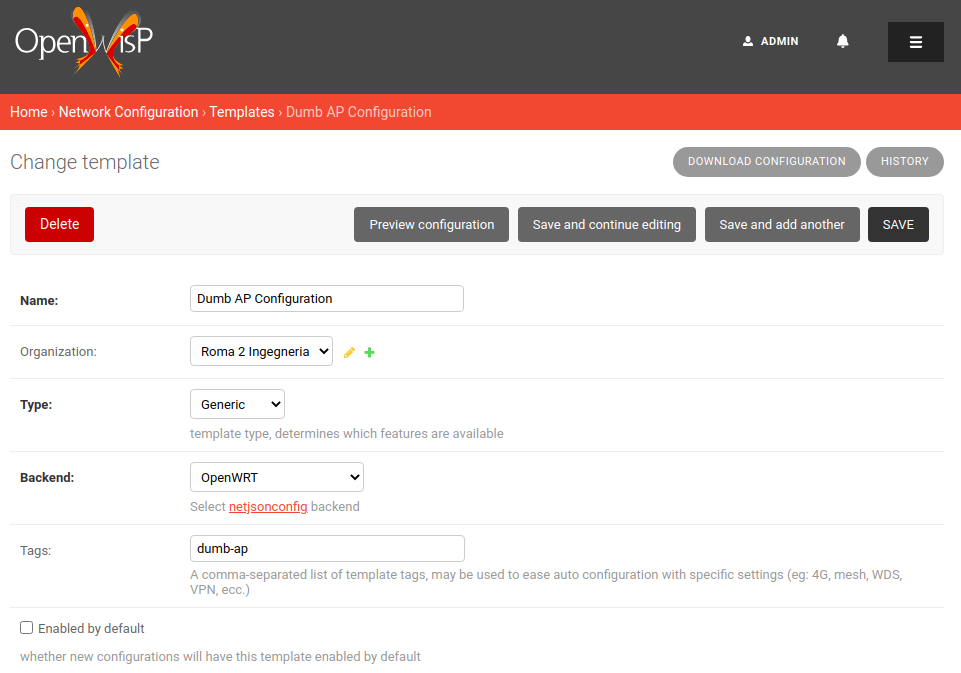 OpenWisP
ADMIN
Home › Network Configuration › Templates › Dumb AP Configuration
Change template
DOWNLOAD CONFIGURATION
HISTORY
Delete
Preview configuration
Save and continue editing
Save and add another
SAVE
Name:
Dumb AP Configuration
Organization:
Roma 2 Ingegneria
Type:
Generic
template type, determines which features are available
Backend:
OpenWRT
Select netjsonconfig backend
Tags:
dumb-ap
A comma-separated list of template tags, may be used to ease auto configuration with specific settings (eg: 4G, mesh, WDS,
VPN, ecc.)
Enabled by default
whether new configurations will have this template enabled by default